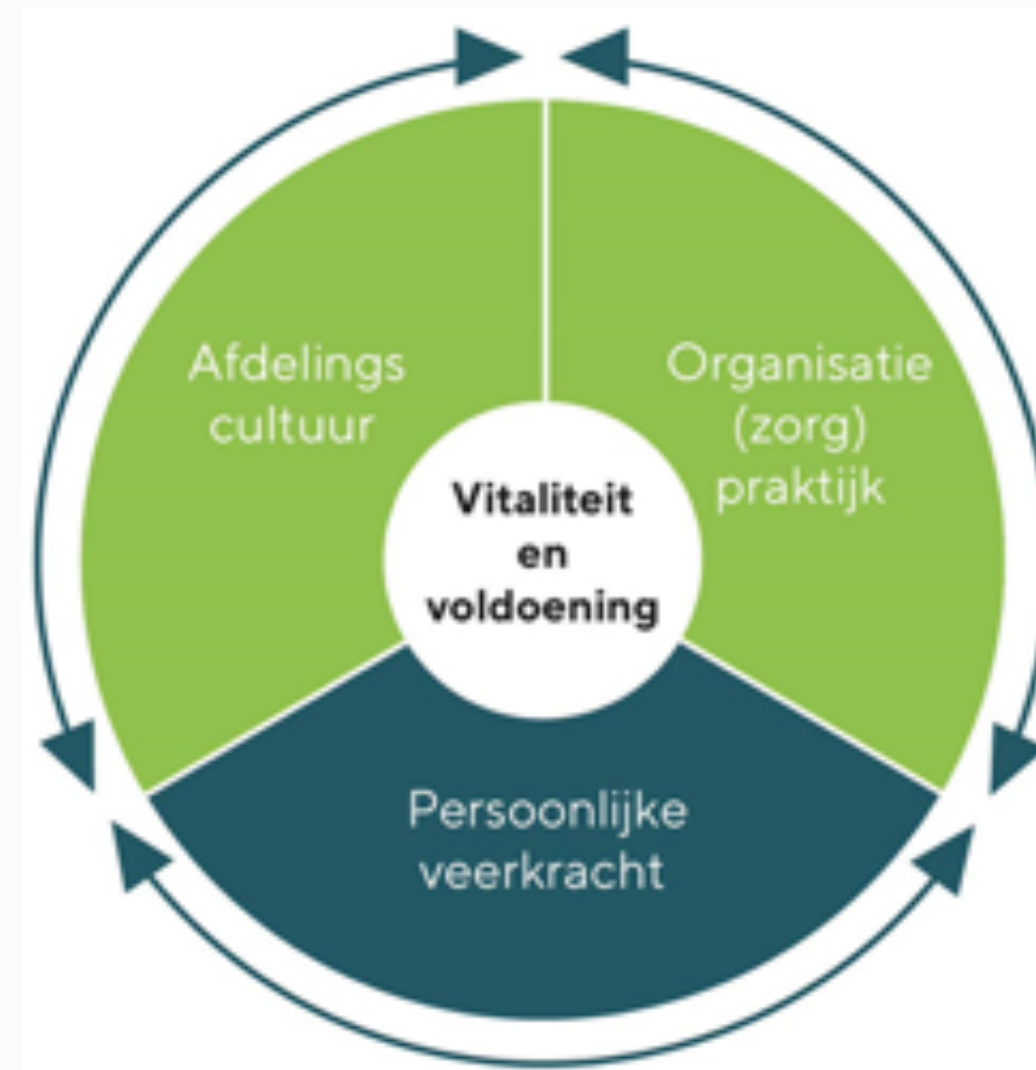 Afdelings
cultuur
Organisatie
(zorg)
praktijk
Vitaliteit
en
voldoening
Persoonlijke
veerkracht